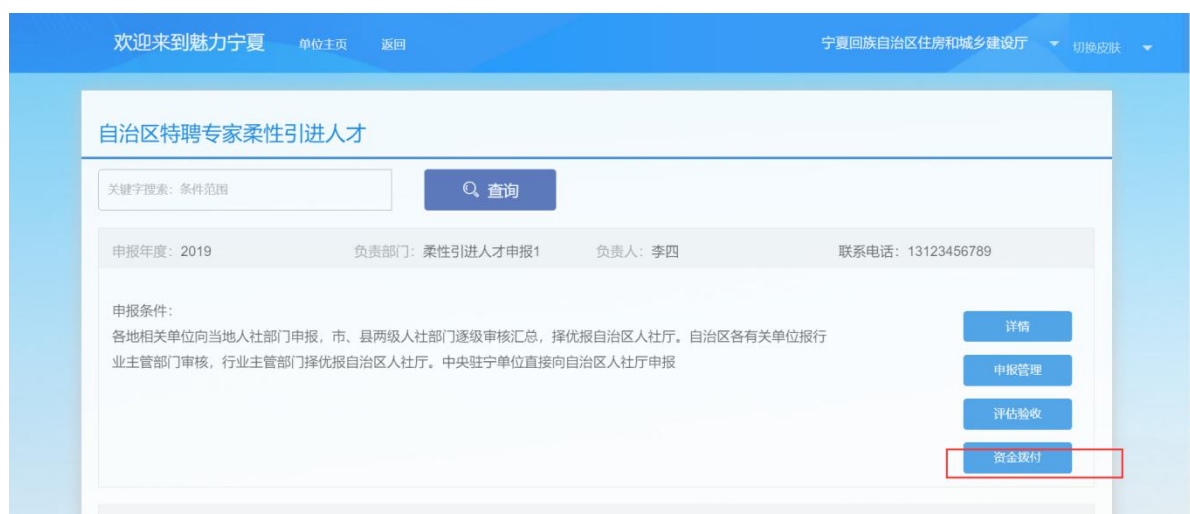 欢迎来到魅力宁夏 单位主页 返回 宁夏回族自治区住房和城乡建设厅 切换皮肤
自治区特聘专家柔性引进人才
关键字搜索：条件范围 查询
申报年度：2019 负责部门：柔性引进人才申报1 负责人：李四 联系电话：13123456789
申报条件：
各地相关单位向当地人社部门申报，市、县两级人社部门逐级审核汇总，择优报自治区人社厅。自治区各有关单位报行
业主管部门审核，行业主管部门择优报自治区人社厅。中央驻宁单位直接向自治区人社厅申报
详情
申报管理
评估验收
资金拨付